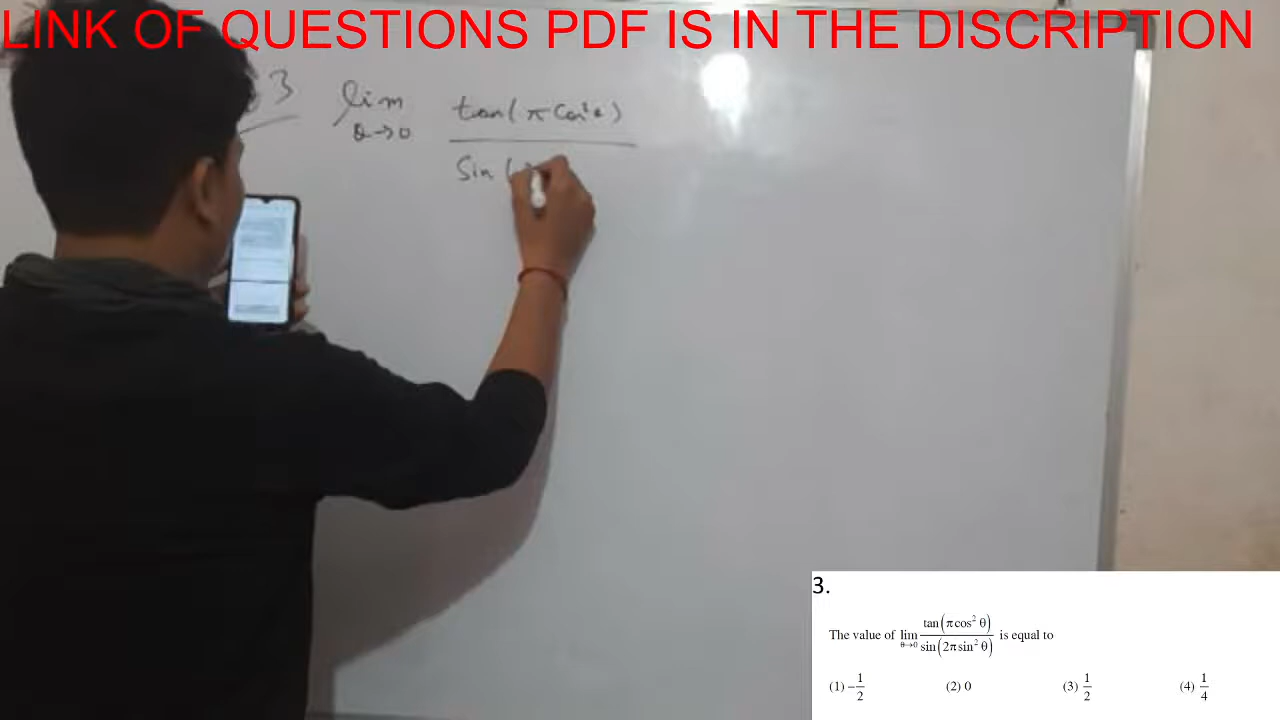 LINK OF QUESTIONS PDF IS IN THE DISCRIPTION
3 lim θ→0 tan(π cos²θ)
Sin (
3.
The value of lim θ→0 tan(π cos² θ) / sin(2π sin² θ) is equal to
(1) −1/2 (2) 0 (3) 1/2 (4) 1/4